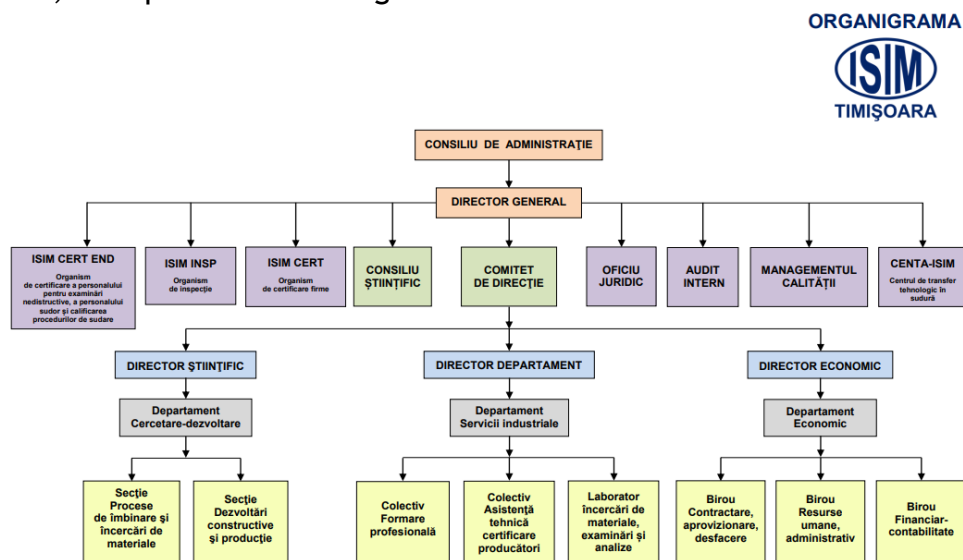 ORGANIGRAMA
ISIM
TIMIŞOARA
CONSILIU DE ADMINISTRAŢIE
DIRECTOR GENERAL
ISIM CERT END
Organism
de certificare a personalului
pentru examinări
nedistructive, a personalului
sudor și calificarea
procedurilor de sudare
ISIM INSP
Organism
de inspecţie
ISIM CERT
Organism
de certificare firme
CONSILIU
ŞTIINŢIFIC
COMITET
DE DIRECŢIE
OFICIU
JURIDIC
AUDIT
INTERN
MANAGEMENTUL
CALITĂŢII
CENTA-ISIM
Centrul de transfer
tehnologic în
sudură
DIRECTOR ŞTIINŢIFIC
DIRECTOR DEPARTAMENT
DIRECTOR ECONOMIC
Departament
Cercetare-dezvoltare
Departament
Servicii industriale
Departament
Economic
Secţie
Procese
de îmbinare şi
încercări de
materiale
Secţie
Dezvoltări
constructive
şi producţie
Colectiv
Formare
profesională
Colectiv
Asistenţă
tehnică
certificare
producători
Laborator
încercări de
materiale,
examinări şi
analize
Birou
Contractare,
aprovizionare,
desfacere
Birou
Resurse
umane,
administrativ
Birou
Financiar-
contabilitate